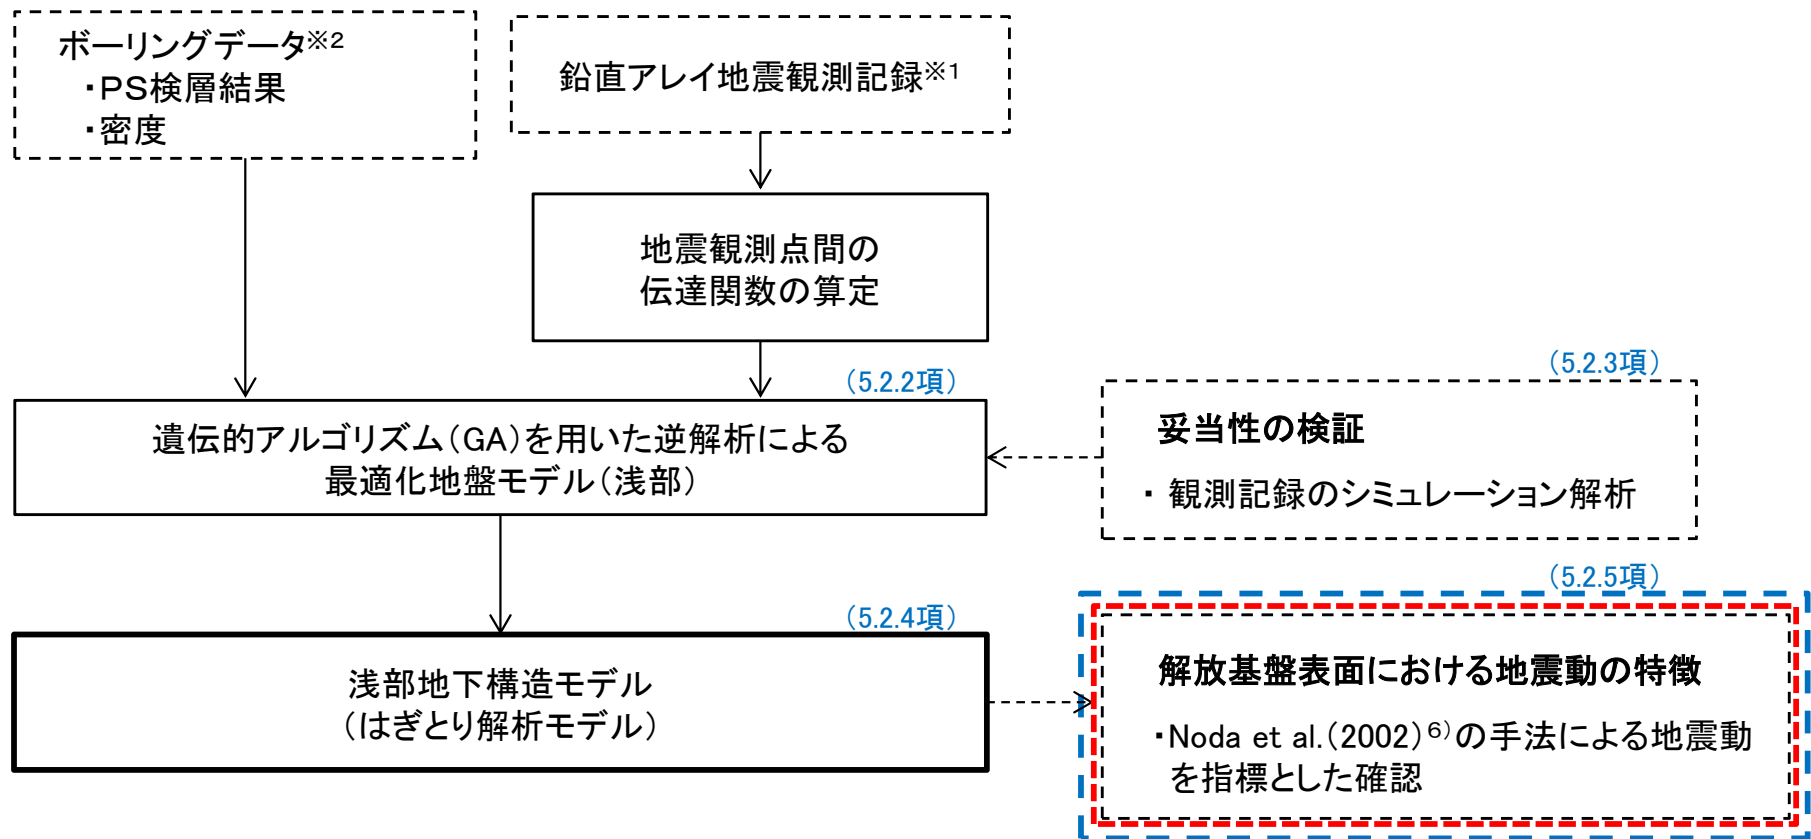 ボーリングデータ※2
・PS検層結果
・密度
鉛直アレイ地震観測記録※1
地震観測点間の
伝達関数の算定
(5.2.2項)
遺伝的アルゴリズム(GA)を用いた逆解析による
最適化地盤モデル(浅部)
(5.2.3項)
妥当性の検証
・ 観測記録のシミュレーション解析
(5.2.4項)
浅部地下構造モデル
(はぎとり解析モデル)
(5.2.5項)
解放基盤表面における地震動の特徴
・Noda et al.(2002)6)の手法による地震動
を指標とした確認